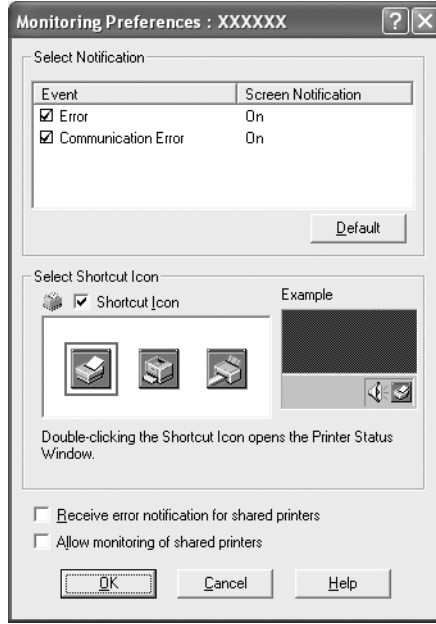 Monitoring Preferences : XXXXXX
Select Notification
Event Screen Notification
Error On
Communication Error On
Default
Select Shortcut Icon
Shortcut Icon
Example
Double-clicking the Shortcut Icon opens the Printer Status
Window.
Receive error notification for shared printers
Allow monitoring of shared printers
OK Cancel Help